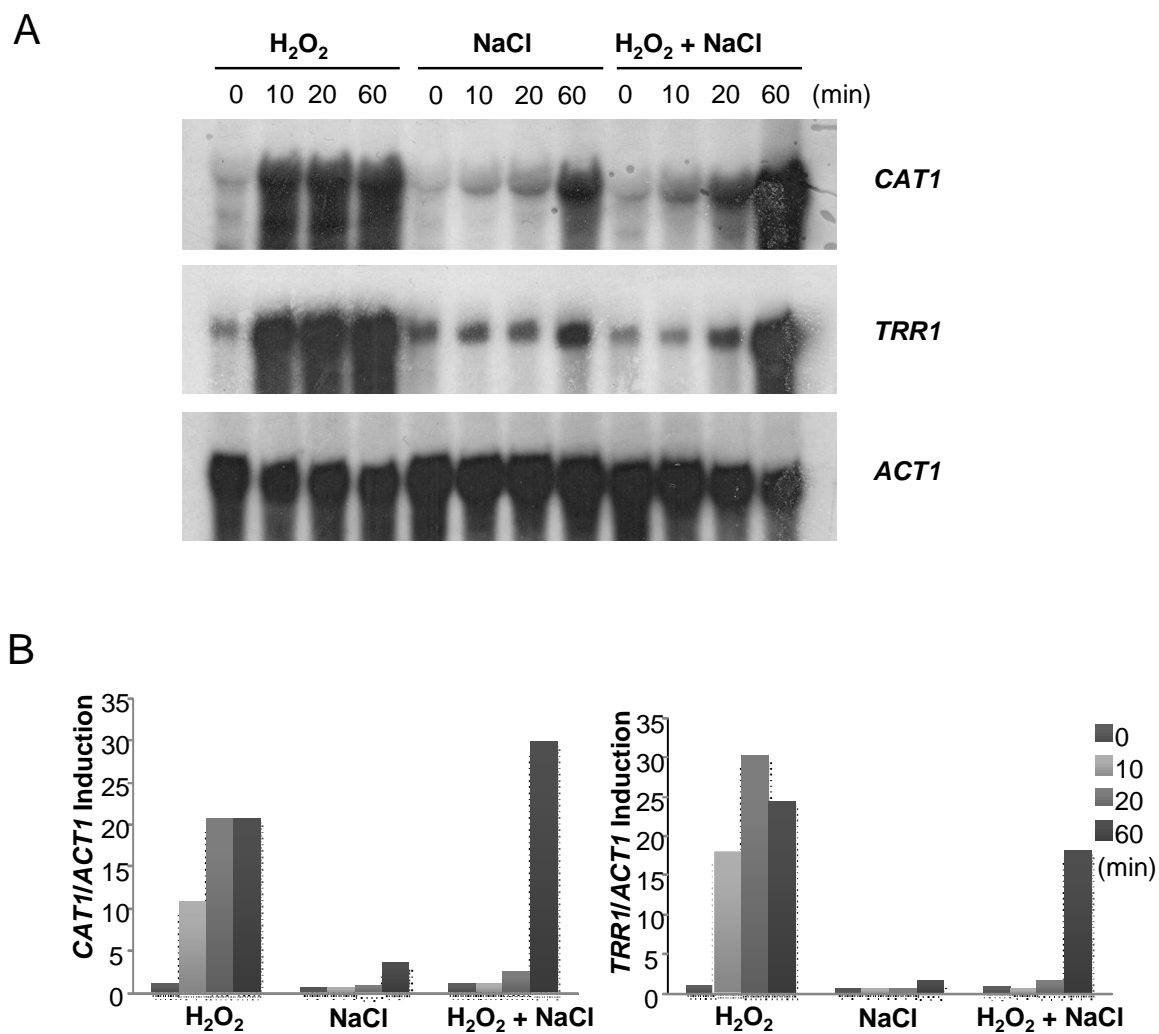 A
H₂O₂ NaCl H₂O₂ + NaCl
0 10 20 60 0 10 20 60 0 10 20 60 (min)
CAT1
TRR1
ACT1
B
CAT1/ACT1 Induction
35
30
25
20
15
10
5
0
H₂O₂ NaCl H₂O₂ + NaCl
TRR1/ACT1 Induction
35
30
25
20
15
10
5
0
H₂O₂ NaCl H₂O₂ + NaCl
0
10
20
60
(min)